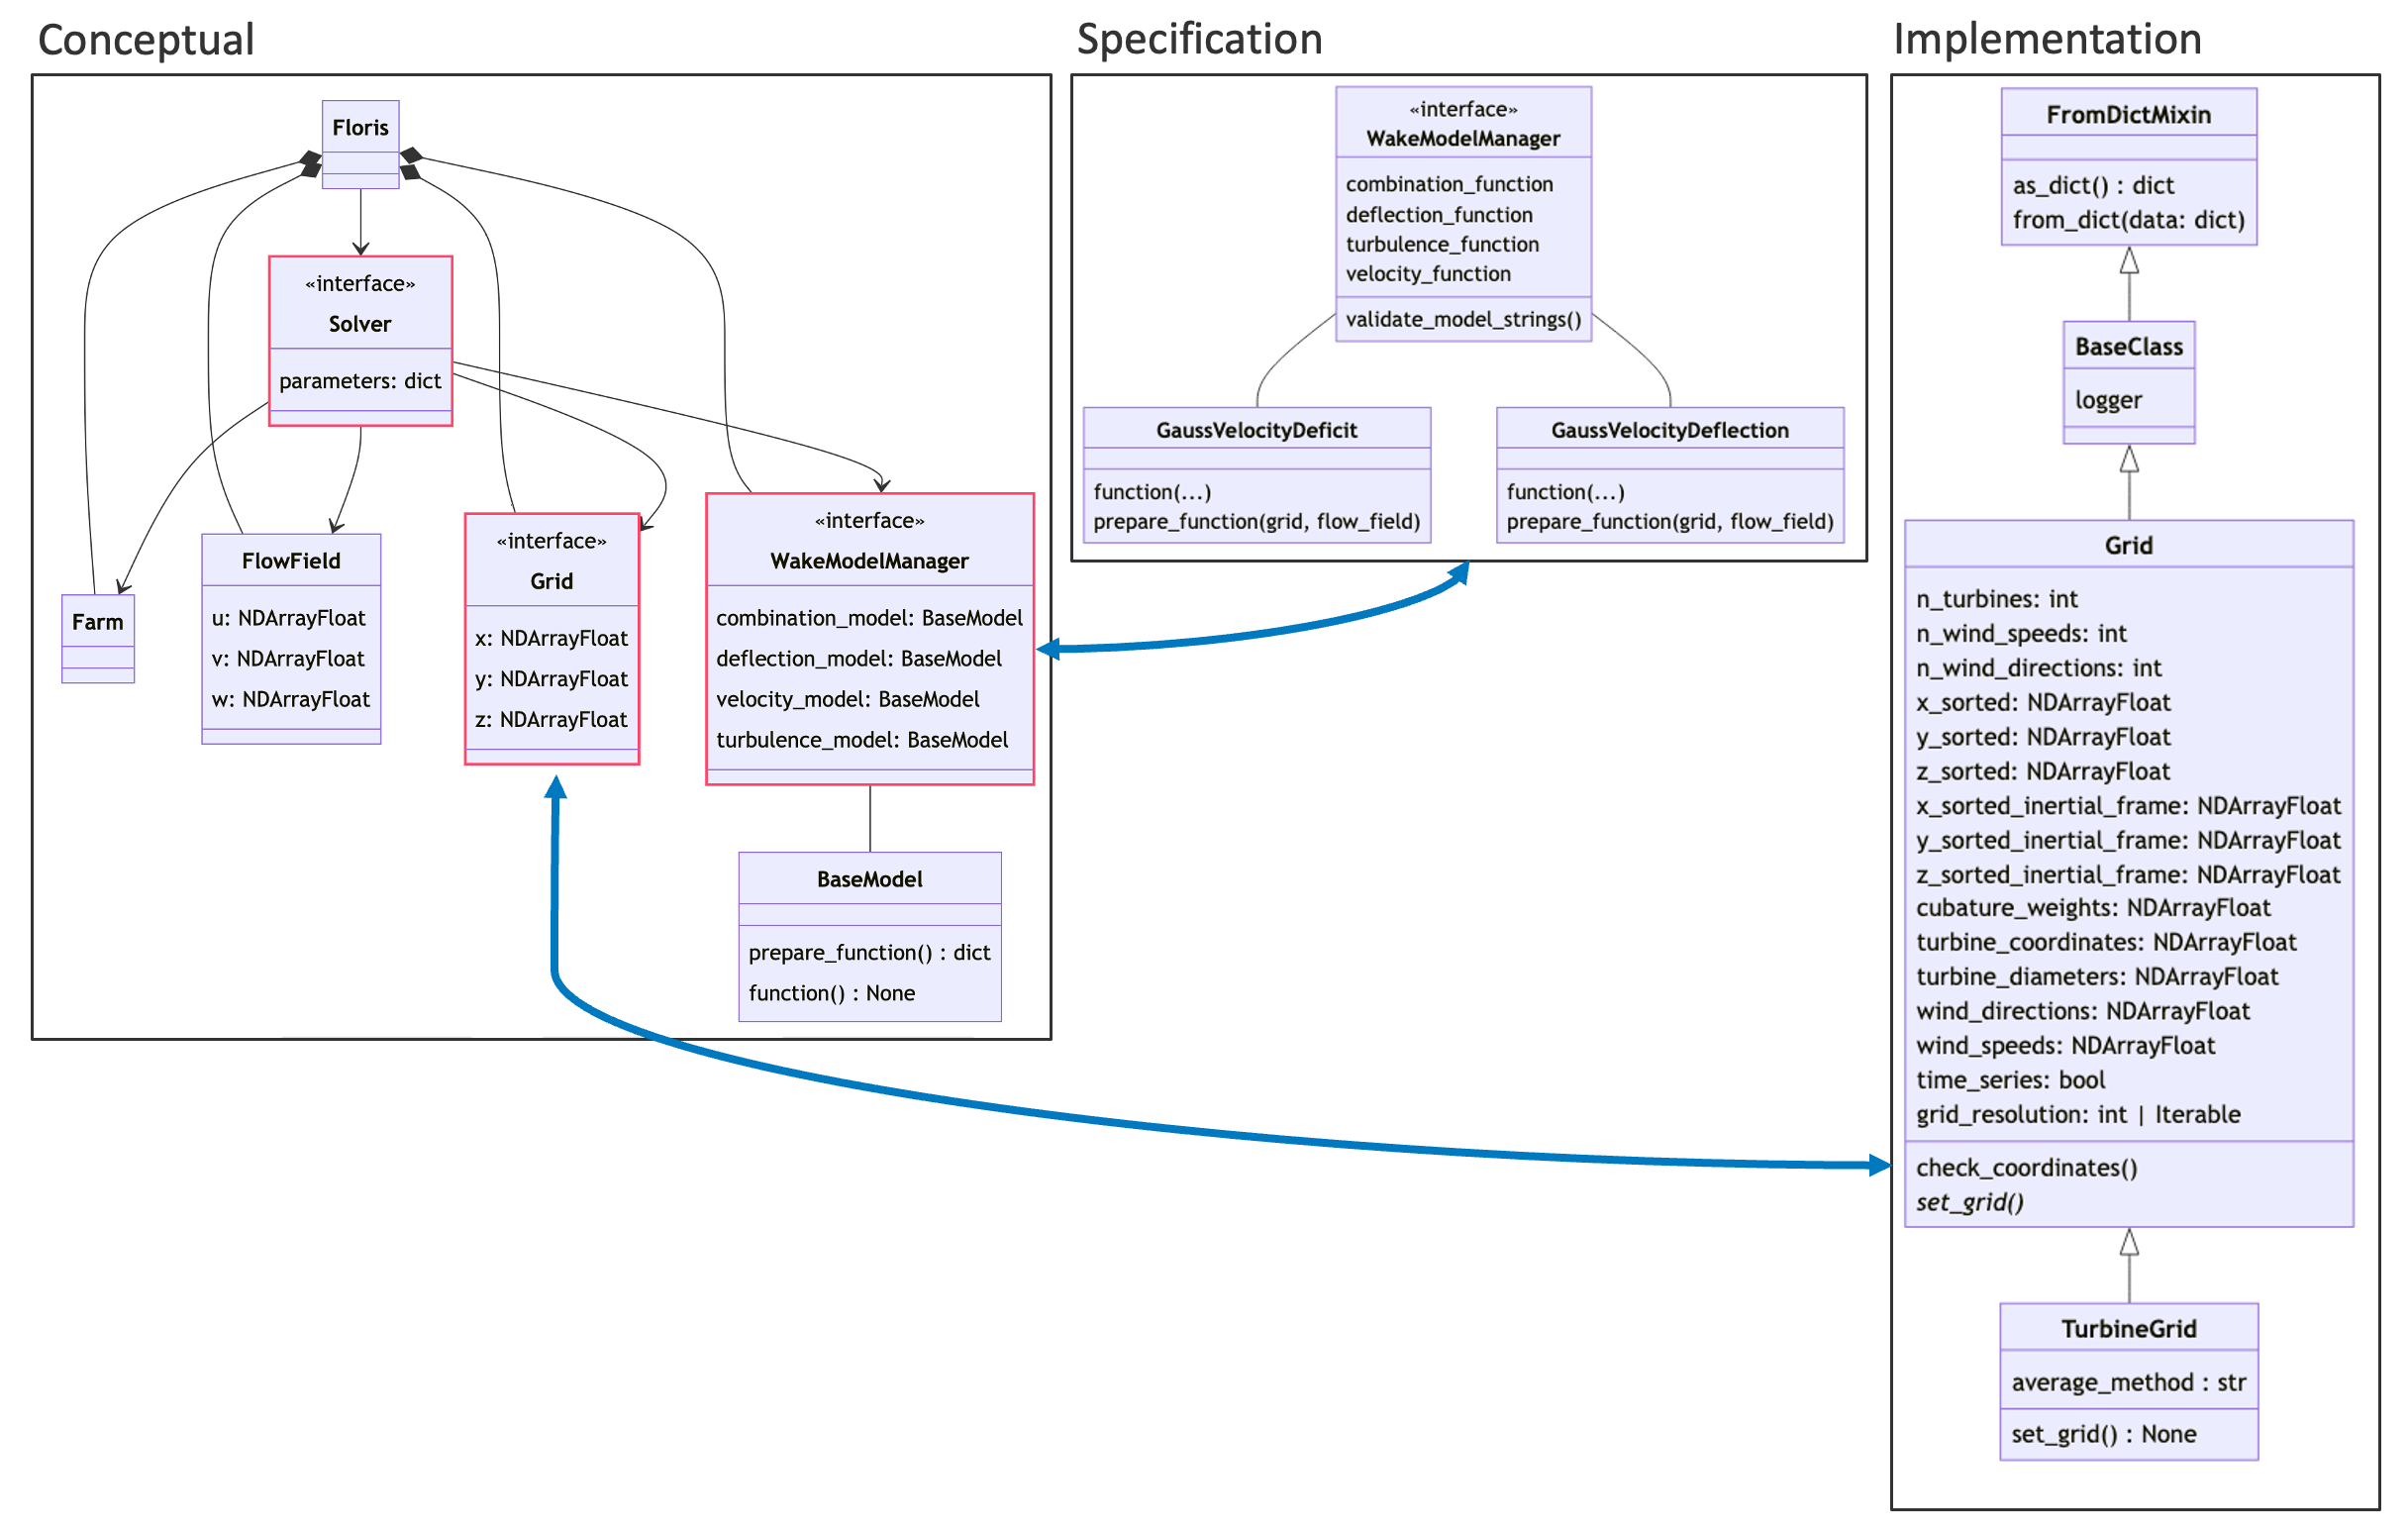 Conceptual
Floris
«interface»
Solver
parameters: dict
Farm
FlowField
u: NDArrayFloat
v: NDArrayFloat
w: NDArrayFloat
«interface»
Grid
x: NDArrayFloat
y: NDArrayFloat
z: NDArrayFloat
«interface»
WakeModelManager
combination_model: BaseModel
deflection_model: BaseModel
velocity_model: BaseModel
turbulence_model: BaseModel
BaseModel
prepare_function() : dict
function() : None
Specification
«interface»
WakeModelManager
combination_function
deflection_function
turbulence_function
velocity_function
validate_model_strings()
GaussVelocityDeficit
function(...)
prepare_function(grid, flow_field)
GaussVelocityDeflection
function(...)
prepare_function(grid, flow_field)
Implementation
FromDictMixin
as_dict() : dict
from_dict(data: dict)
BaseClass
logger
Grid
n_turbines: int
n_wind_speeds: int
n_wind_directions: int
x_sorted: NDArrayFloat
y_sorted: NDArrayFloat
z_sorted: NDArrayFloat
x_sorted_inertial_frame: NDArrayFloat
y_sorted_inertial_frame: NDArrayFloat
z_sorted_inertial_frame: NDArrayFloat
cubature_weights: NDArrayFloat
turbine_coordinates: NDArrayFloat
turbine_diameters: NDArrayFloat
wind_directions: NDArrayFloat
wind_speeds: NDArrayFloat
time_series: bool
grid_resolution: int | Iterable
check_coordinates()
set_grid()
TurbineGrid
average_method : str
set_grid() : None